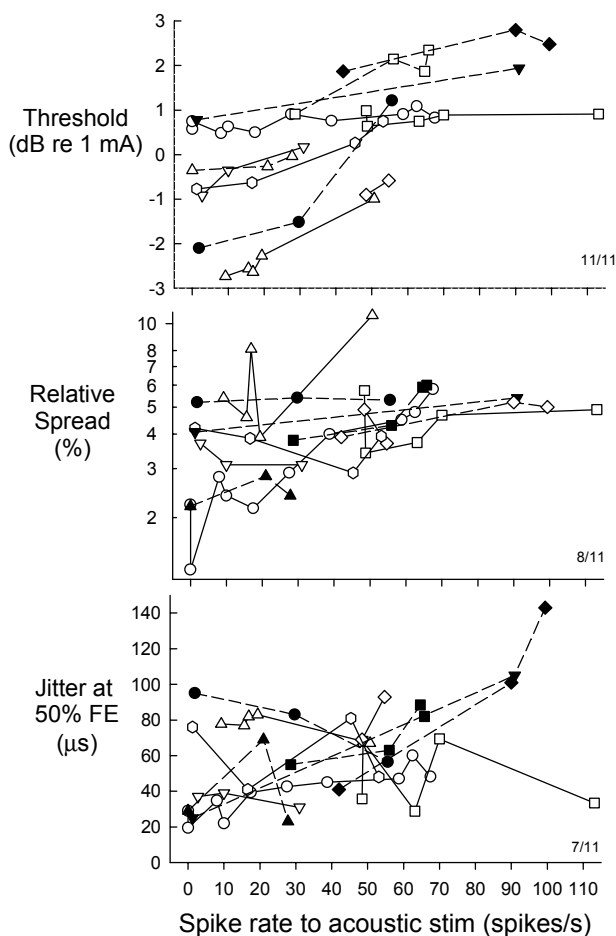 3
2
Threshold
(dB re 1 mA)
1
0
-1
-2
-3
11/11
10
8
6
5
4
3
2
Relative
Spread
(%)
8/11
140
120
100
80
60
40
20
0
Jitter at
50% FE
(µs)
7/11
0 10 20 30 40 50 60 70 80 90 100 110
Spike rate to acoustic stim (spikes/s)